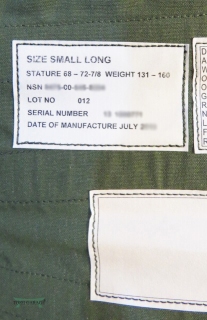 SIZE SMALL LONG
STATURE 68 – 72-7/8 WEIGHT 131 – 160
NSN -00-
LOT NO 012
SERIAL NUMBER
DATE OF MANUFACTURE JULY
D
A
W
O
O
G
R
A
N
F
R